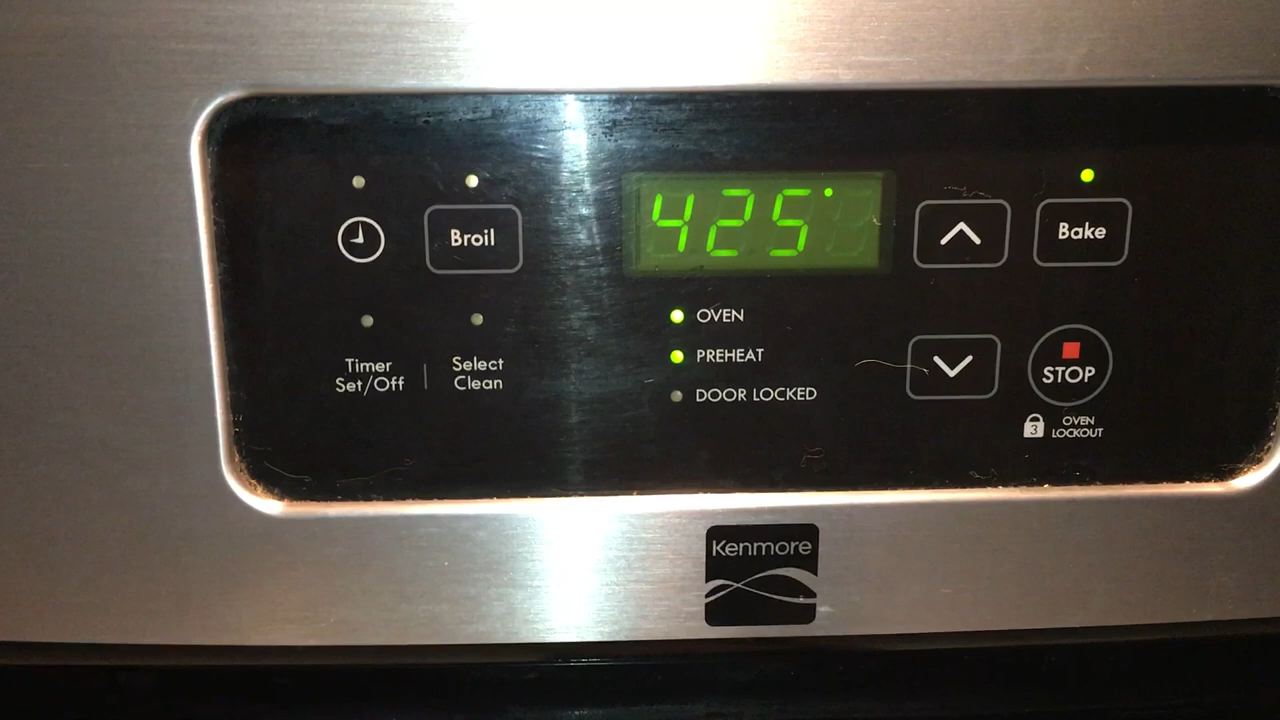 425°
Broil
Bake
OVEN
PREHEAT
DOOR LOCKED
Timer
Set/Off
Select
Clean
STOP
3
OVEN
LOCKOUT
Kenmore